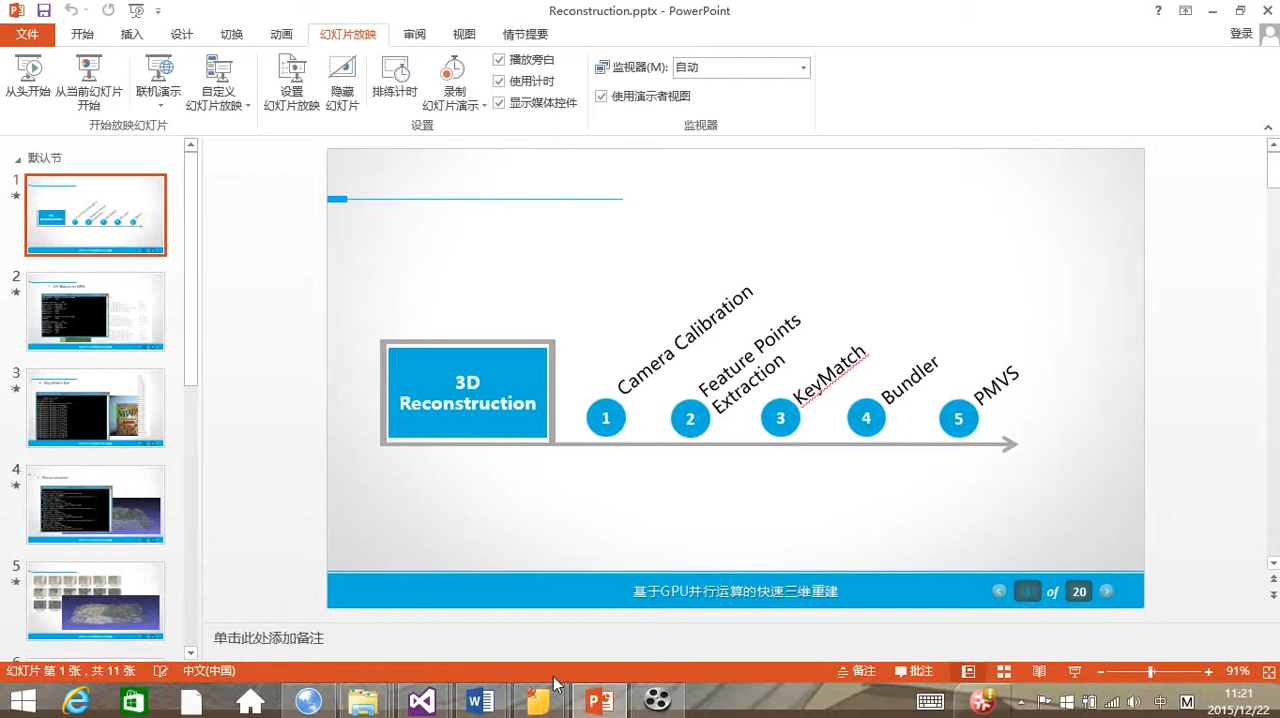 Reconstruction.pptx - PowerPoint
文件
开始
插入
设计
切换
动画
幻灯片放映
审阅
视图
情节提要
登录
从头开始
从当前幻灯片
开始
联机演示
自定义
幻灯片放映
设置
幻灯片放映
隐藏
幻灯片
排练计时
录制
幻灯片演示
播放旁白
使用计时
显示媒体控件
监视器(M):
自动
使用演示者视图
开始放映幻灯片
设置
监视器
默认节
1
2
3
4
5
3D
Reconstruction
1
Camera Calibration
2
Feature Points
Extraction
3
KeyMatch
4
Bundler
5
PMVS
基于GPU并行运算的快速三维重建
of
20
单击此处添加备注
幻灯片 第 1 张，共 11 张
中文(中国)
备注
批注
91%
中
M
11:21
2015/12/22